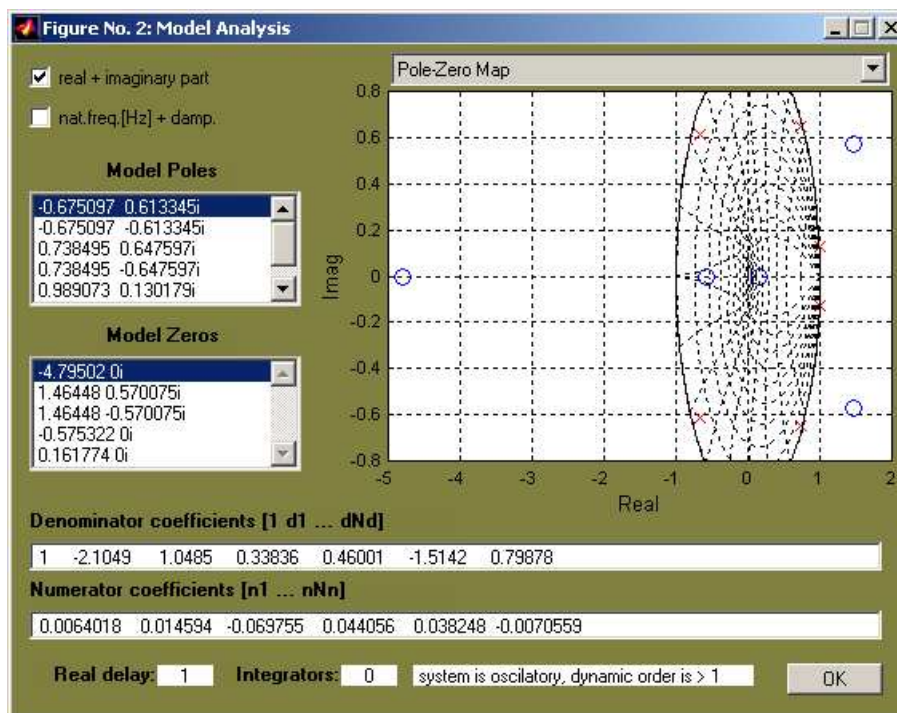 Figure No. 2: Model Analysis
real + imaginary part
nat.freq.[Hz] + damp.
Model Poles
-0.675097 0.613345i
-0.675097 -0.613345i
0.738495 0.647597i
0.738495 -0.647597i
0.989073 0.130179i
Model Zeros
-4.79502 0i
1.46448 0.570075i
1.46448 -0.570075i
-0.575322 0i
0.161774 0i
Pole-Zero Map
0.8
0.6
0.4
0.2
0
-0.2
-0.4
-0.6
-0.8
Imag
-5 -4 -3 -2 -1 0 1 2
Real
Denominator coefficients [1 d1 ... dNd]
1 -2.1049 1.0485 0.33836 0.46001 -1.5142 0.79878
Numerator coefficients [n1 ... nNn]
0.0064018 0.014594 -0.069755 0.044056 0.038248 -0.0070559
Real delay: 1 Integrators: 0 system is oscilatory, dynamic order is > 1 OK